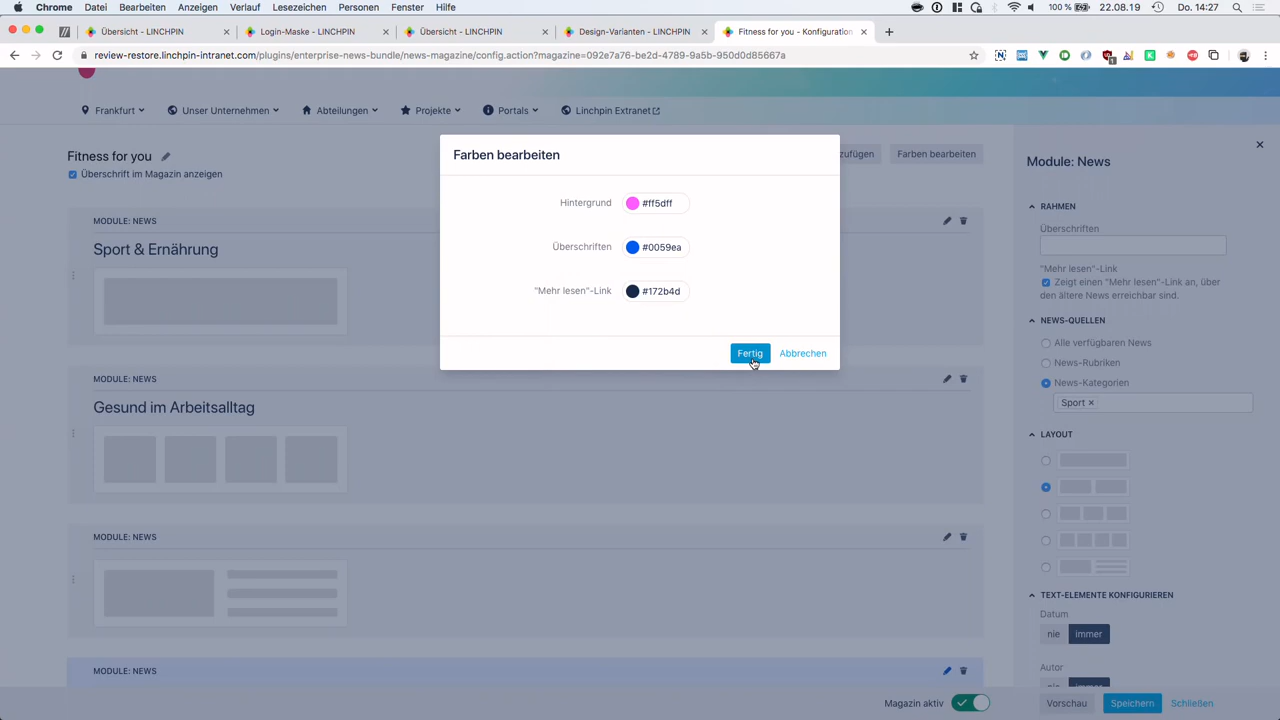 Chrome Datei Bearbeiten Anzeigen Verlauf Lesezeichen Personen Fenster Hilfe 100 % 22.08.19 Do. 14:27
Übersicht - LINCHPIN Login-Maske - LINCHPIN Übersicht - LINCHPIN Design-Varianten - LINCHPIN Fitness for you - Konfiguration
review-restore.linchpin-intranet.com/plugins/enterprise-news-bundle/news-magazine/config.action?magazine=092e7a76-be2d-4789-9a5b-950d0d85667a
Frankfurt Unser Unternehmen Abteilungen Projekte Portals Linchpin Extranet
Fitness for you
Überschrift im Magazin anzeigen
zufügen Farben bearbeiten
MODULE: NEWS
Sport & Ernährung
MODULE: NEWS
Gesund im Arbeitsalltag
MODULE: NEWS
MODULE: NEWS
Farben bearbeiten
Hintergrund #ff5dff
Überschriften #0059ea
"Mehr lesen"-Link #172b4d
Fertig Abbrechen
Module: News
RAHMEN
Überschriften
"Mehr lesen"-Link
Zeigt einen "Mehr lesen"-Link an, über
den ältere News erreichbar sind.
NEWS-QUELLEN
Alle verfügbaren News
News-Rubriken
News-Kategorien
Sport
LAYOUT
TEXT-ELEMENTE KONFIGURIEREN
Datum
nie immer
Autor
nie immer
Magazin aktiv Vorschau Speichern Schließen